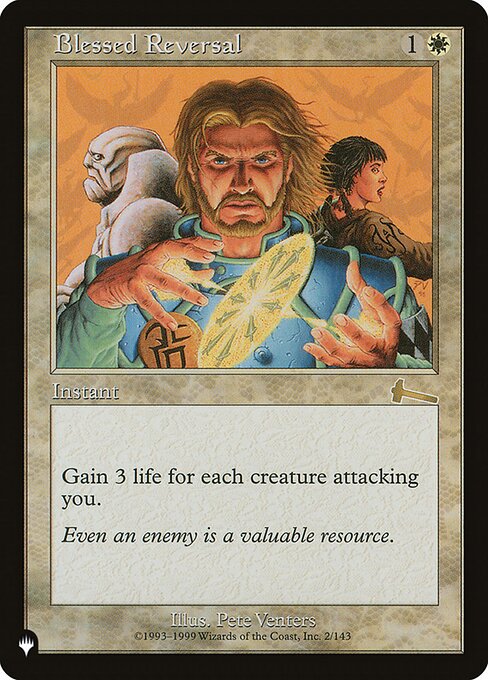 Blessed Reversal 1
Instant
Gain 3 life for each creature attacking
you.
Even an enemy is a valuable resource.
Illus. Pete Venters
©1993-1999 Wizards of the Coast, Inc. 2/143